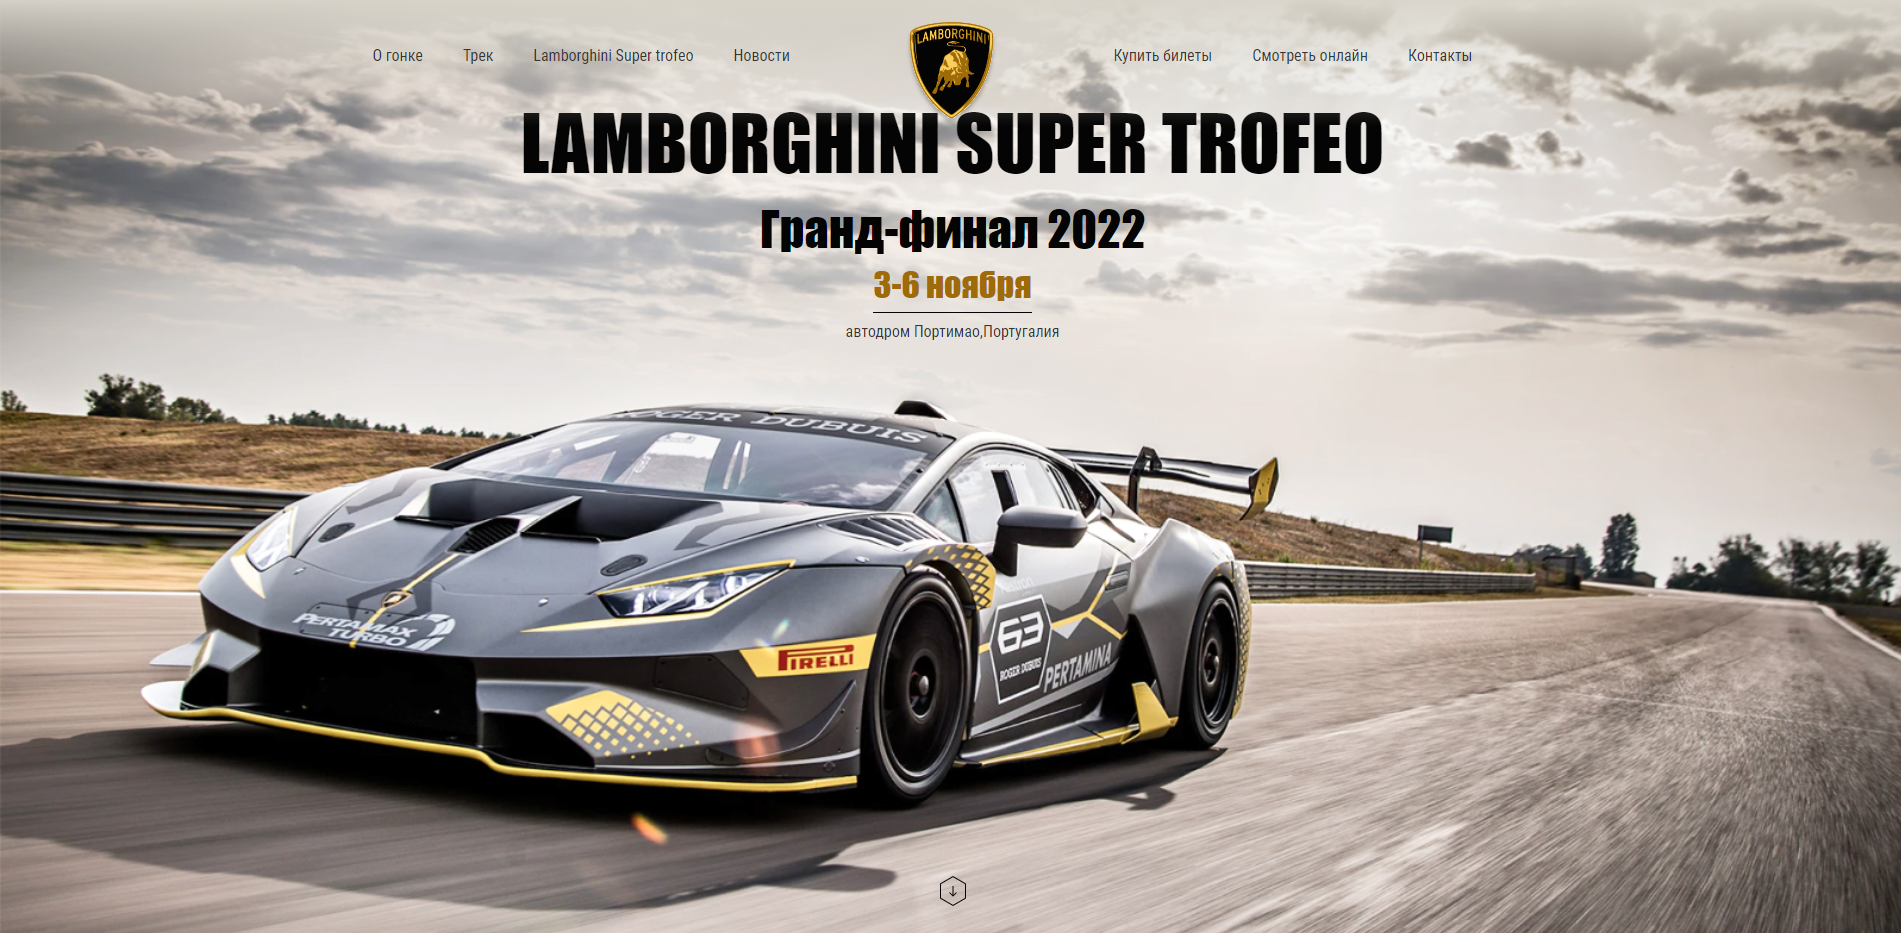 О гонке Трек Lamborghini Super trofeo Новости LAMBORGHINI Купить билеты Смотреть онлайн Контакты
LAMBORGHINI SUPER TROFEO
Гранд-финал 2022
3-6 ноября
автодром Портимао,Португалия
ROGER DUBUIS
PERTAMAX
TURBO
PIRELLI
63
ROGER DUBUIS
PERTAMINA